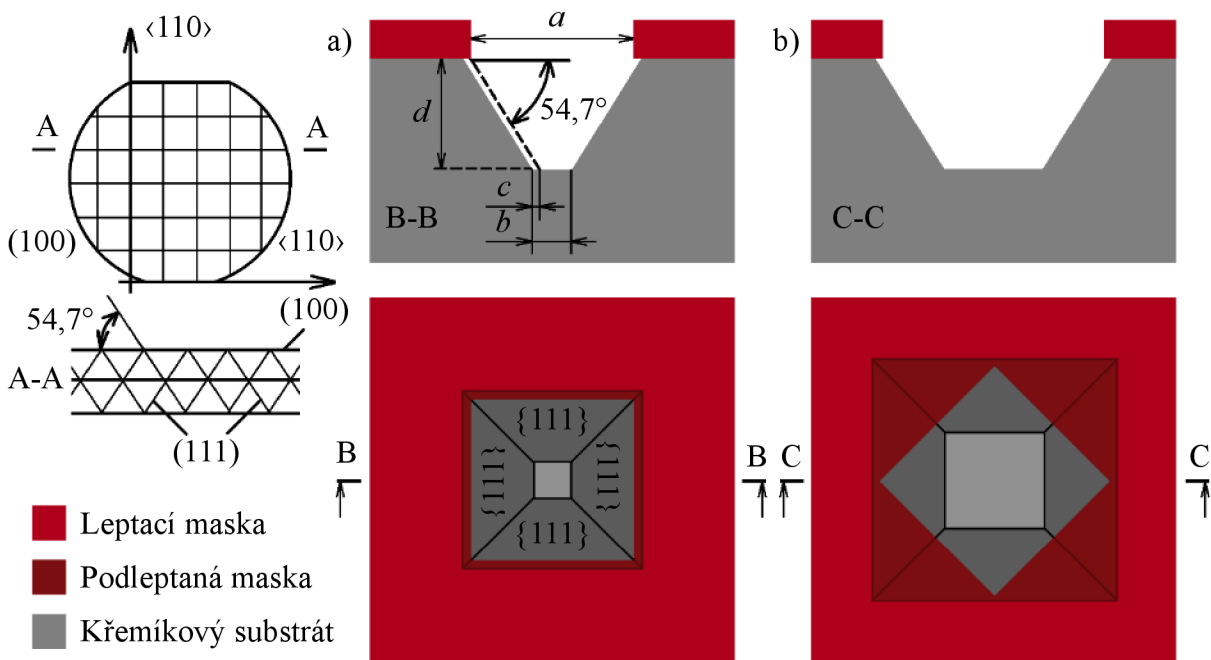 ‹110›
A
A
(100)
‹110›
54,7°
(100)
A-A
(111)
a)
a
d
54,7°
c
b
B-B
b)
C-C
B
{111}
{111}
{111}
{111}
B
C
C
Leptací maska
Podleptaná maska
Křemíkový substrát